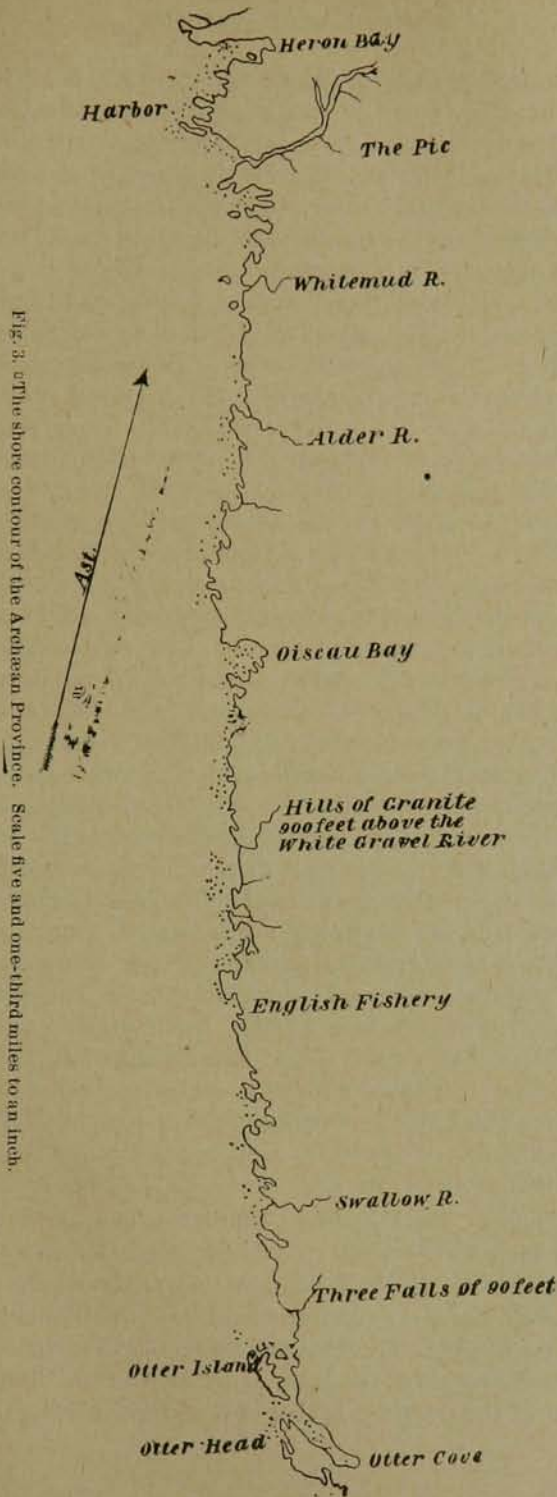 Heron Bay
Harbor
The Pic
Whitemud R.
Alder R.
Ast.
Oiseau Bay
Hills of Granite
900 feet above the
White Gravel River
English Fishery
Swallow R.
Three Falls of 90 feet
Otter Island
Otter Head
Otter Cove
Fig. 3. The shore contour of the Archæan Province. Scale five and one-third miles to an inch.